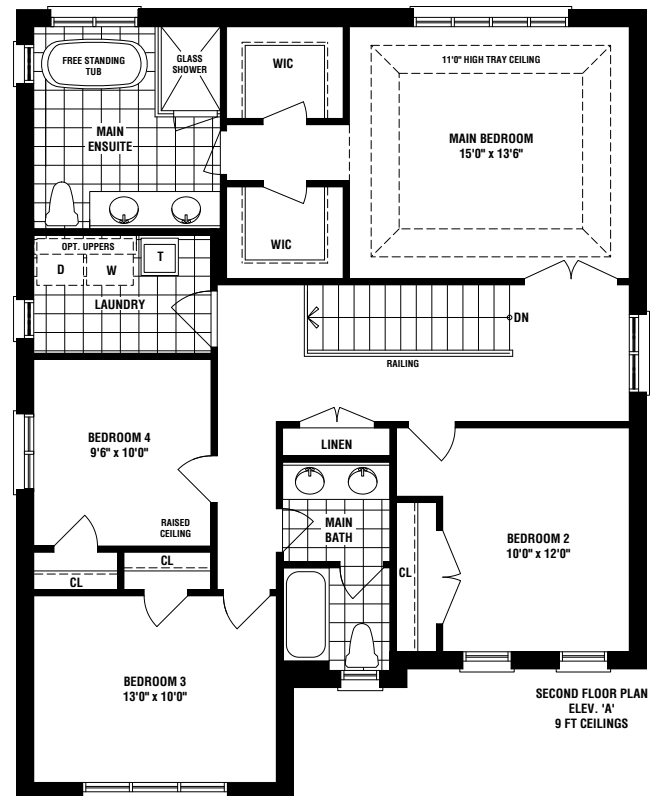 FREE STANDING
TUB
GLASS
SHOWER
WIC
11'0" HIGH TRAY CEILING
MAIN
ENSUITE
MAIN BEDROOM
15'0" x 13'6"
WIC
OPT. UPPERS
D
W
T
LAUNDRY
DN
RAILING
BEDROOM 4
9'6" x 10'0"
LINEN
RAISED
CEILING
MAIN
BATH
BEDROOM 2
10'0" x 12'0"
CL
CL
CL
BEDROOM 3
13'0" x 10'0"
SECOND FLOOR PLAN
ELEV. 'A'
9 FT CEILINGS